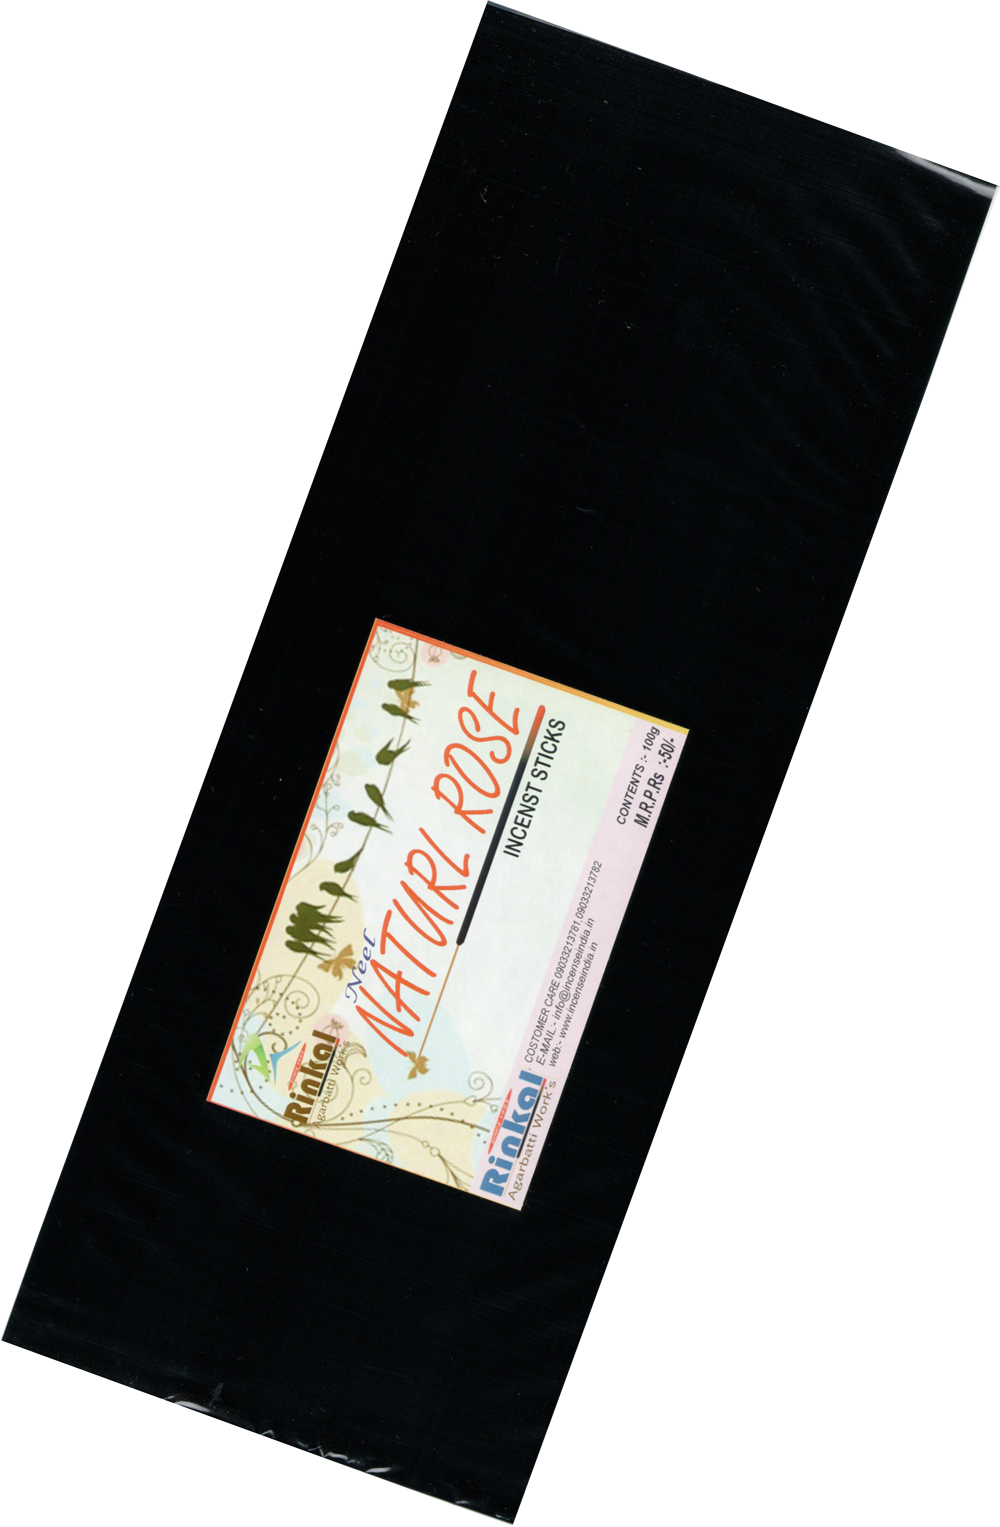 Rinkal
Agarbatti Works
Neel
NATURL ROSE
INCENST STICKS
CONTENTS :- 100g
M.R.P.Rs :-50/-
COSTOMER CARE 09033213781,09033213782
E-MAIL :- info@incenseindia.in
web:- www.incenseindia.in
Rinkal
Agarbatti Work's